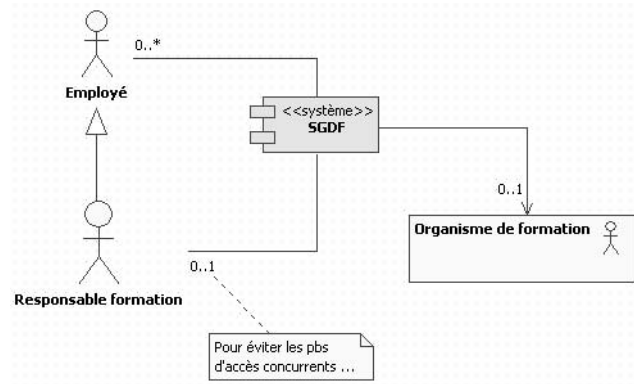 0..*
Employé
<<système>>
SGDF
0..1
Organisme de formation
0..1
Responsable formation
Pour éviter les pbs
d'accès concurrents ...